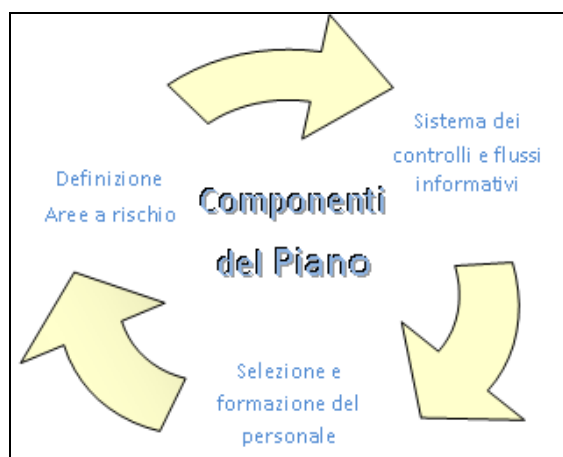 Sistema dei
controlli e flussi
informativi
Definizione
Aree a rischio
Componenti
del Piano
Selezione e
formazione del
personale